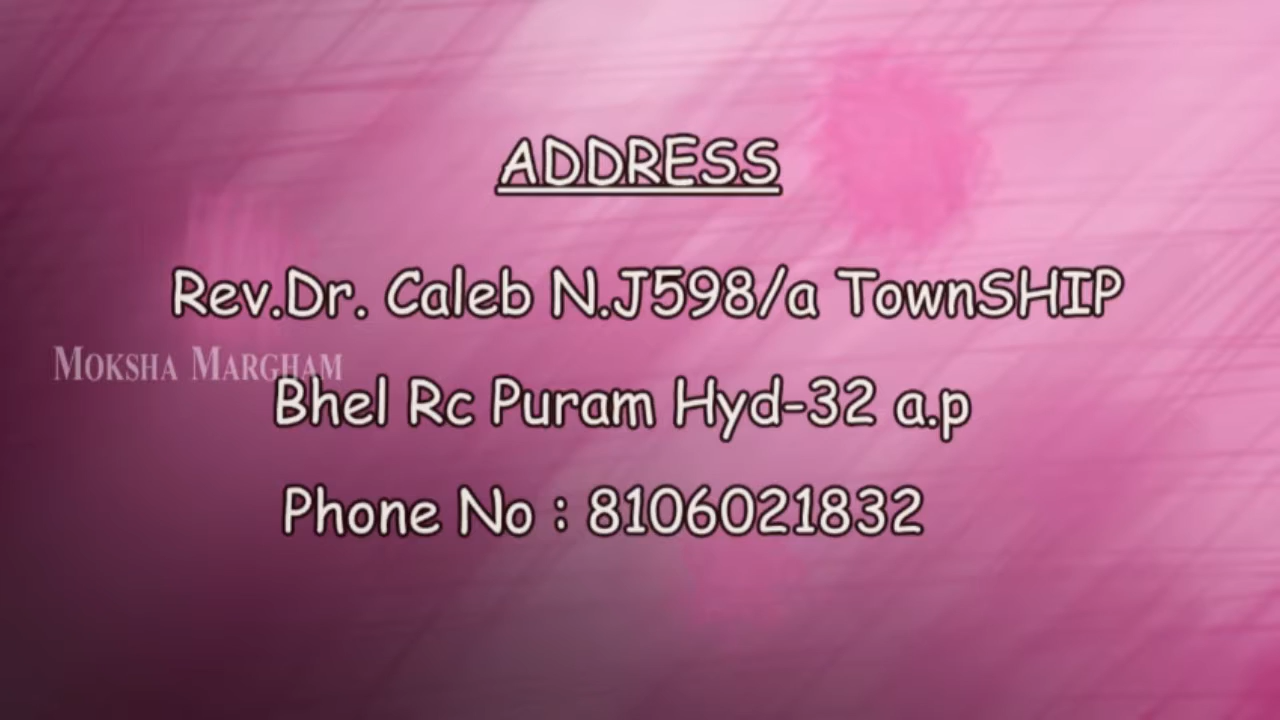 ADDRESS
Rev.Dr. Caleb N.J598/a TownSHIP
MOKSHA MARGHAM
Bhel Rc Puram Hyd-32 a.p
Phone No : 8106021832